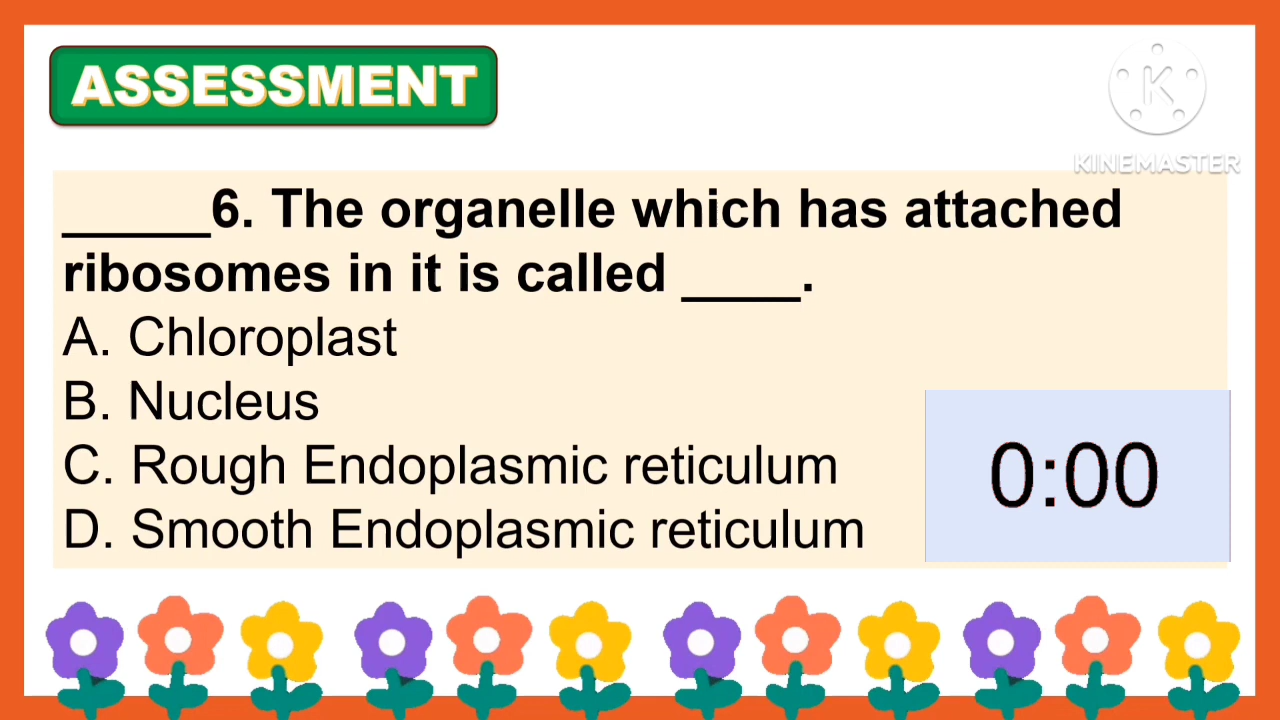 ASSESSMENT
K
KINEMASTER
_____6. The organelle which has attached
ribosomes in it is called ____.
A. Chloroplast
B. Nucleus
C. Rough Endoplasmic reticulum
D. Smooth Endoplasmic reticulum
0:00